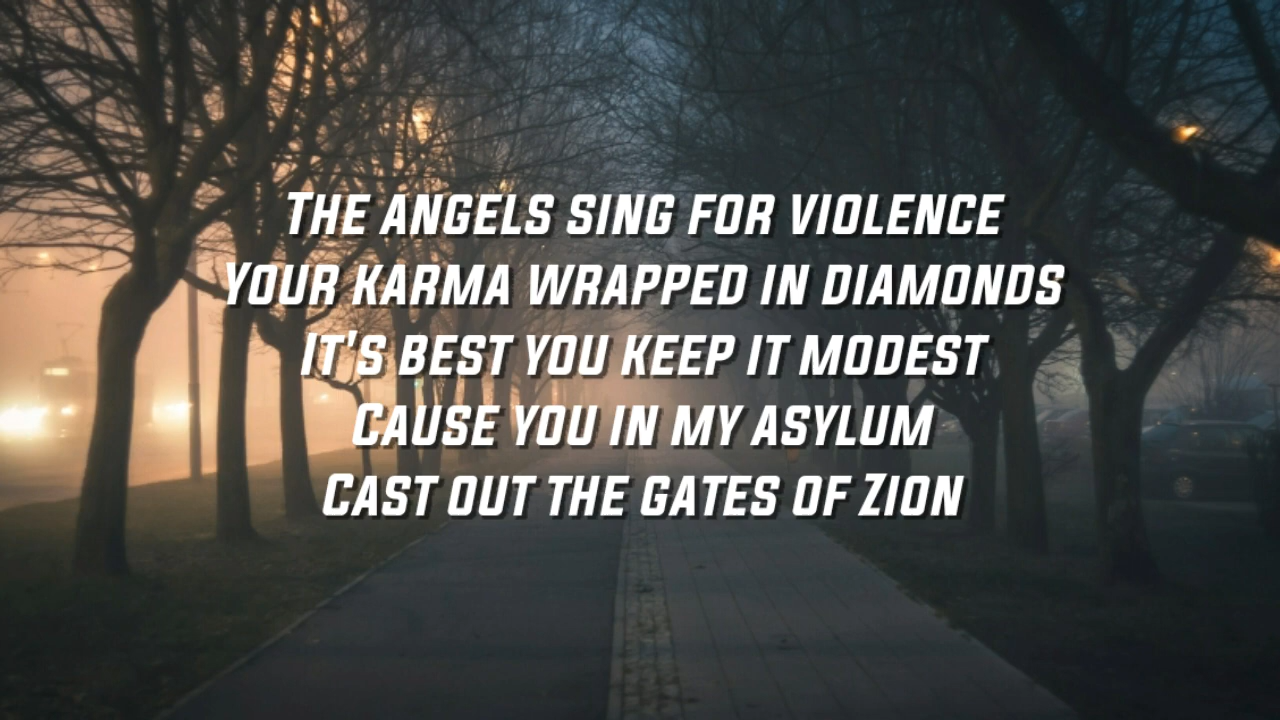 The angels sing for violence
Your karma wrapped in diamonds
It's best you keep it modest
Cause you in my asylum
Cast out the gates of Zion